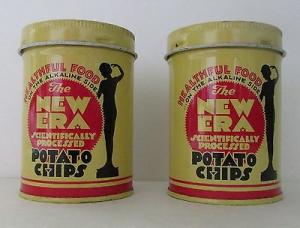 HEALTHFUL FOOD
ON THE ALKALINE SIDE
The
NEW
ERA
SCIENTIFICALLY
PROCESSED
POTATO
CHIPS
HEALTHFUL FOOD
ON THE ALKALINE SIDE
The
NEW
ERA
SCIENTIFICALLY
PROCESSED
POTATO
CHIPS